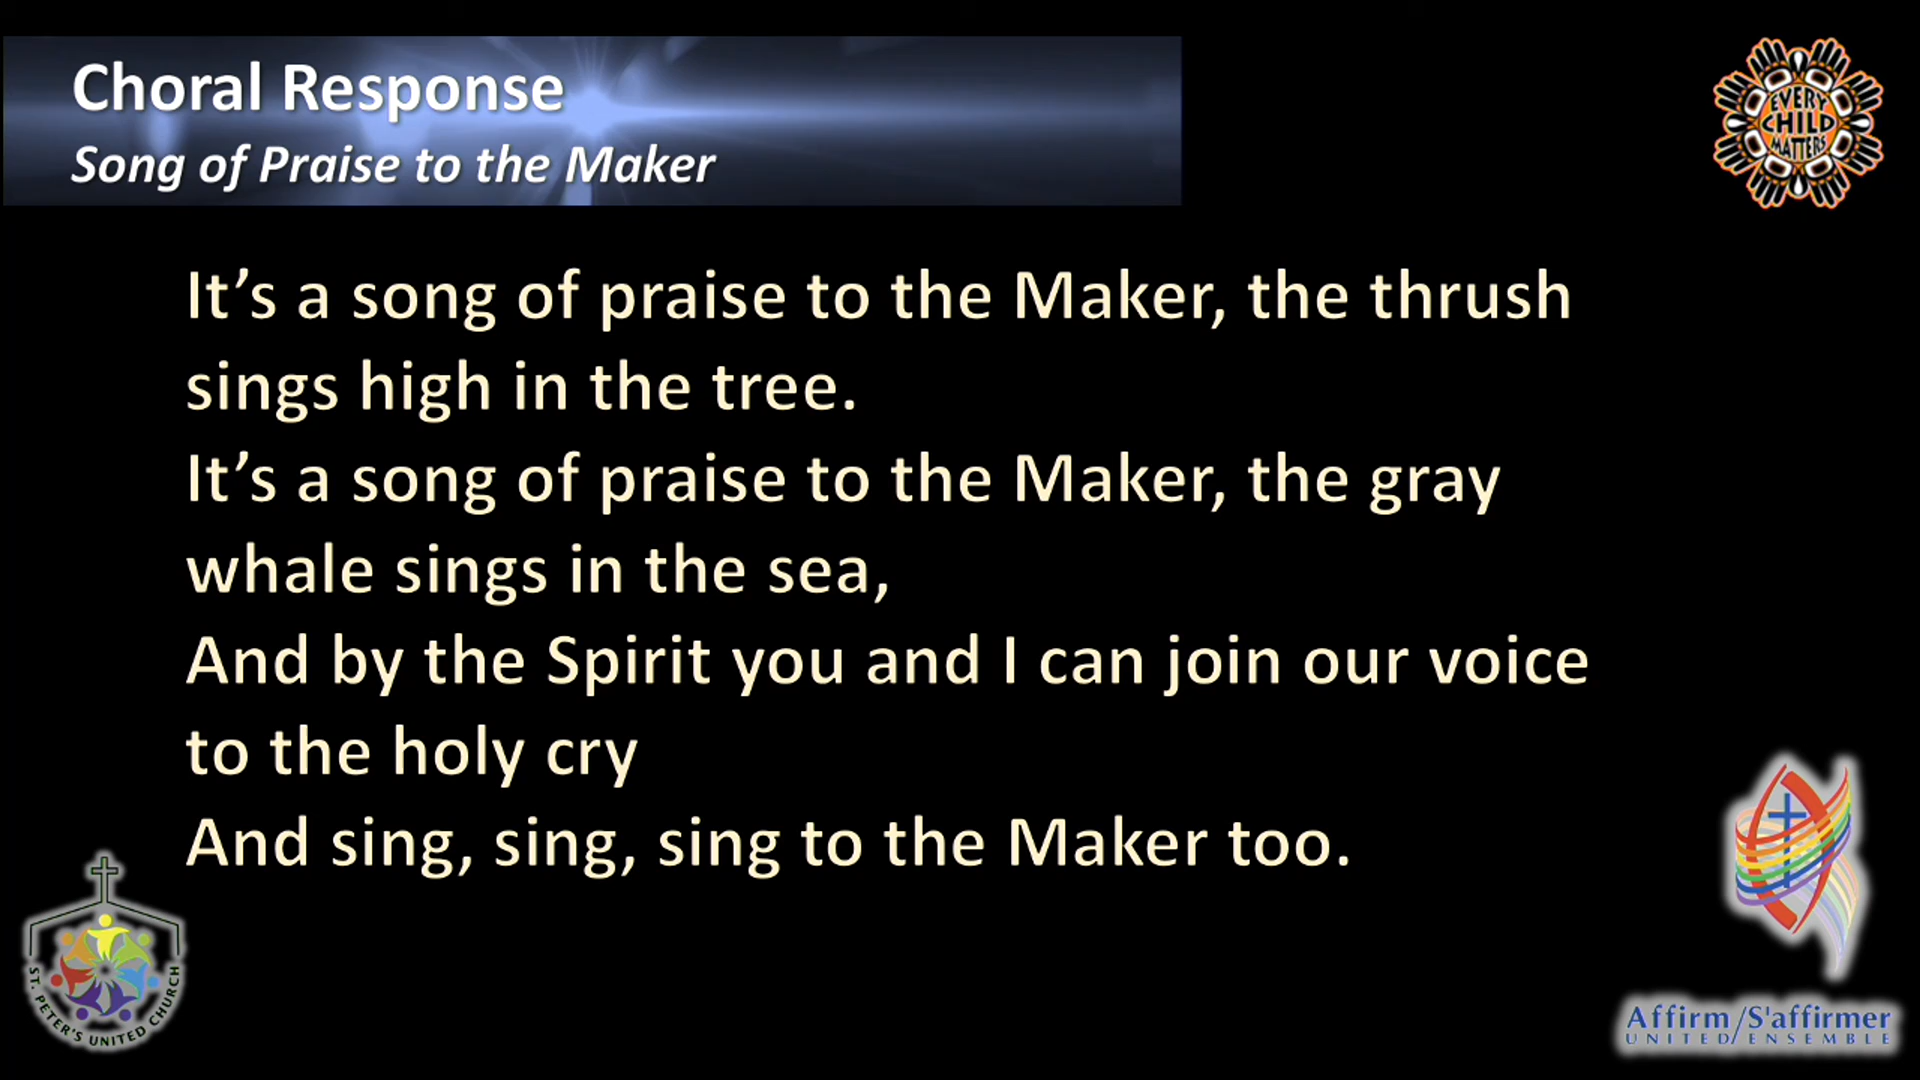 Choral Response
Song of Praise to the Maker
EVERY
CHILD
MATTERS
It's a song of praise to the Maker, the thrush
sings high in the tree.
It's a song of praise to the Maker, the gray
whale sings in the sea,
And by the Spirit you and I can join our voice
to the holy cry
And sing, sing, sing to the Maker too.
ST. PETER'S UNITED CHURCH
Affirm/S'affirmer
UNITED/ENSEMBLE